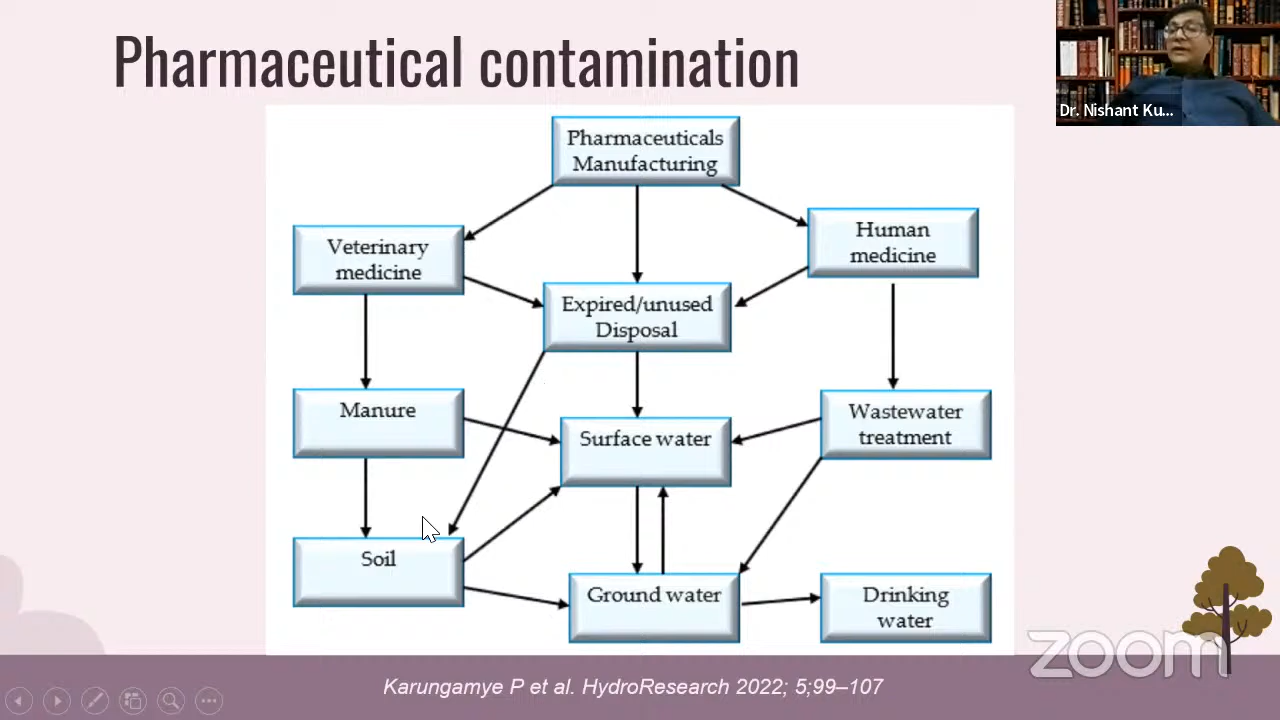 Pharmaceutical contamination
Dr. Nishant Ku...
Pharmaceuticals
Manufacturing
Veterinary
medicine
Human
medicine
Expired/unused
Disposal
Manure
Surface water
Wastewater
treatment
Soil
Ground water
Drinking
water
zoom
Karungamye P et al. HydroResearch 2022; 5;99–107